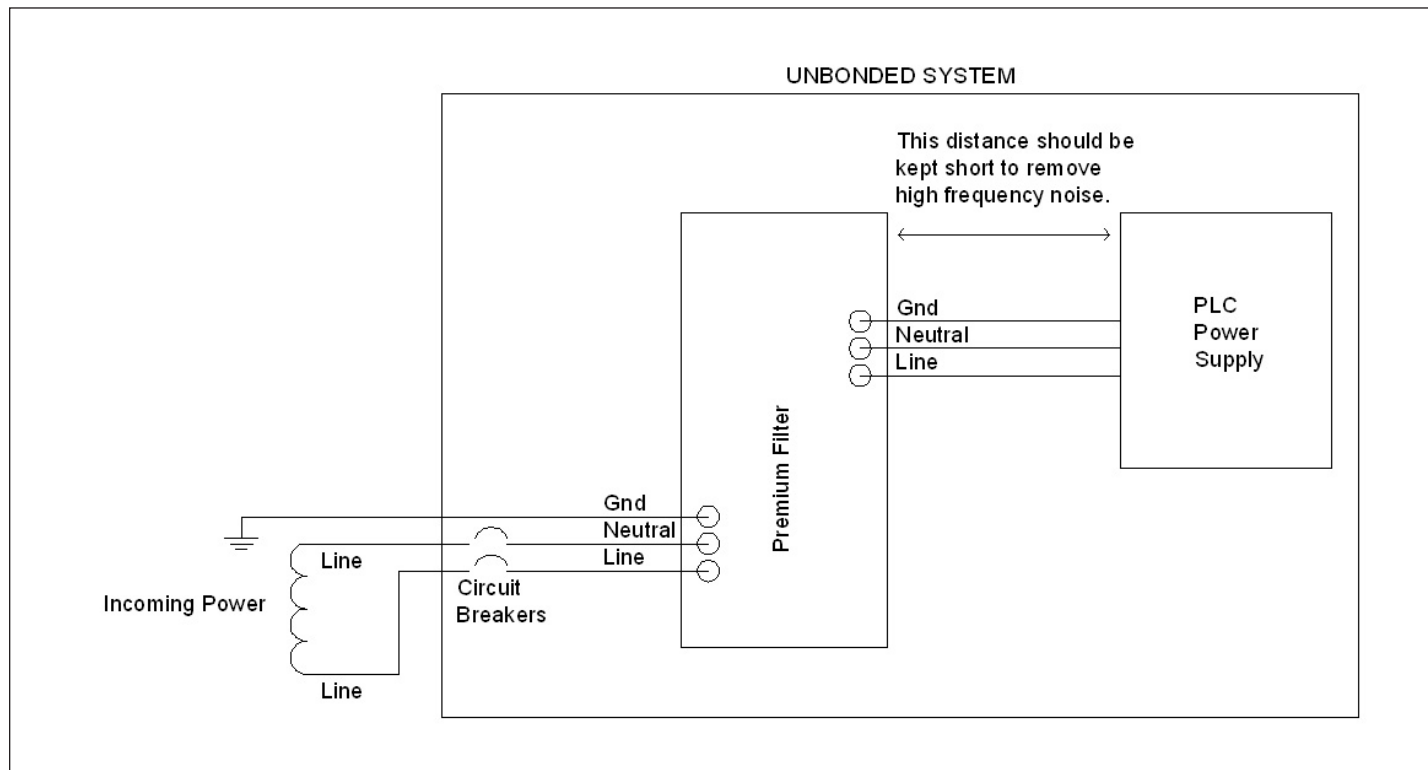 UNBONDED SYSTEM
This distance should be
kept short to remove
high frequency noise.
Gnd
Neutral
Line
PLC
Power
Supply
Premium Filter
Gnd
Neutral
Line
Line
Circuit
Breakers
Incoming Power
Line